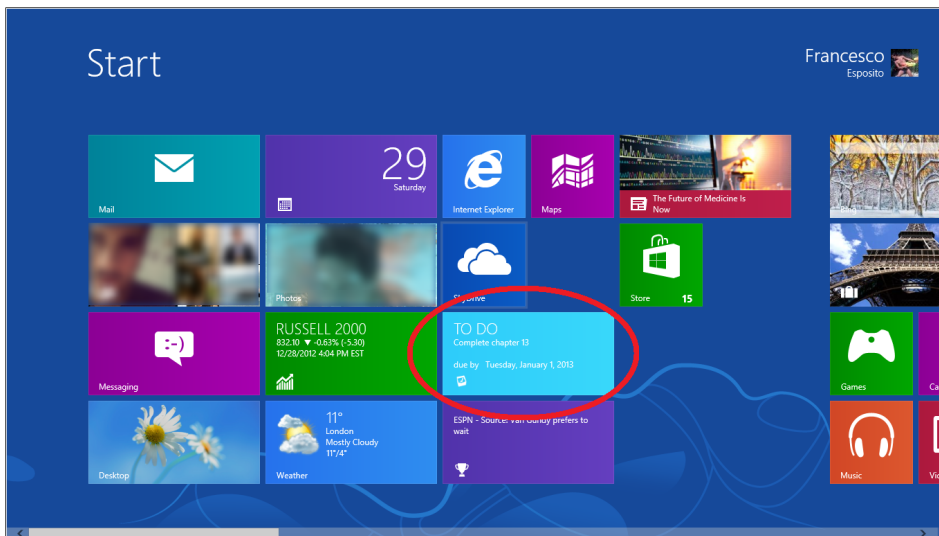 Start
Francesco
Esposito
Mail
29
Saturday
Internet Explorer
Maps
The Future of Medicine Is
Now
Bing
Photos
SkyDrive
Store
15
Messaging
RUSSELL 2000
832.10 ▼ -0.63% (-5.30)
12/28/2012 4:04 PM EST
TO DO
Complete chapter 13
due by Tuesday, January 1, 2013
Games
Ca
Desktop
11°
London
Mostly Cloudy
11°/4°
Weather
ESPN - Source: Van Gundy prefers to
wait
Music
Vic